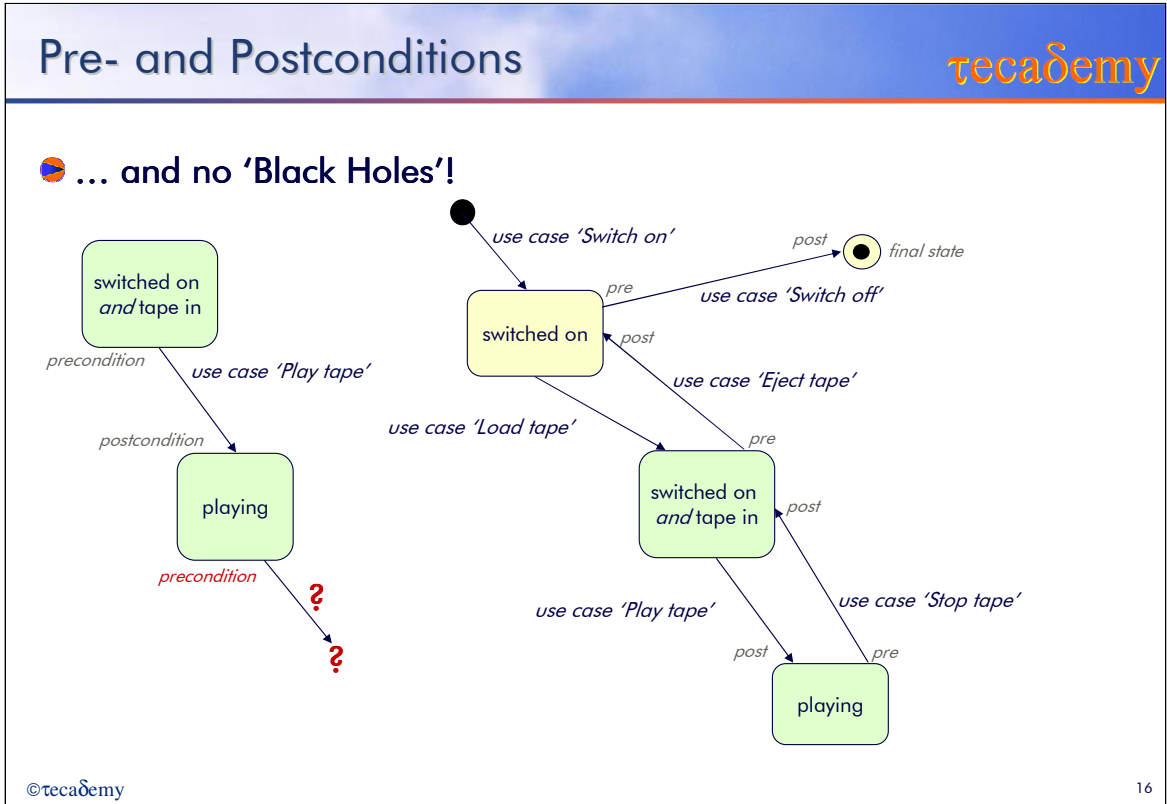 Pre- and Postconditions
τecaδemy
... and no ‘Black Holes’!
switched on
and tape in
precondition
use case ‘Play tape’
postcondition
playing
precondition
?
?
use case ‘Switch on’
post
final state
pre
use case ‘Switch off’
switched on
post
use case ‘Eject tape’
use case ‘Load tape’
pre
switched on
and tape in
post
use case ‘Play tape’
use case ‘Stop tape’
post
pre
playing
©τecaδemy
16